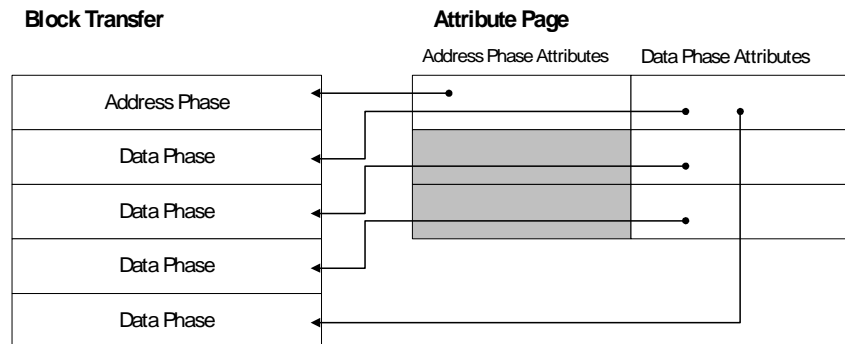 Block Transfer
Attribute Page
Address Phase Attributes
Data Phase Attributes
Address Phase
Data Phase
Data Phase
Data Phase
Data Phase